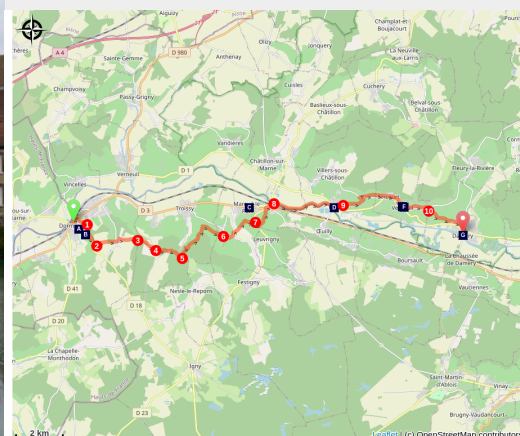 Aiguizy
A 4
D 980
Sainte-Gemme
Anthenay
Olizy
Jonquery
Champlat-et
Boujacourt
La Neuville
aux-Larris
Cuisles
Cuchery
Champvoisy
Passy-Grigny
Baslieux-sous-
Châtillon
Belval-sous-
Châtillon
Vandières
Verneuil
D 1
Châtillon-sur-
Marne
Villers-sous-
Châtillon
Fleury-la-Rivière
Vincelles
D 3
Troissy
C
8
D
9
F
10
G
1
A
B
2
3
4
5
6
7
Leuvrigny
Œuilly
Boursault
La Chaussée
de Damery
Vauciennes
D 41
Nesle-le-Repons
Festigny
D 18
D 20
La Chapelle-
Monthodon
Igny
D 23
Saint-Martin-
d'Ablois
Vinay
Brugny-Vaudancourt
2 km
Leaflet | (c) OpenStreetMap contributors